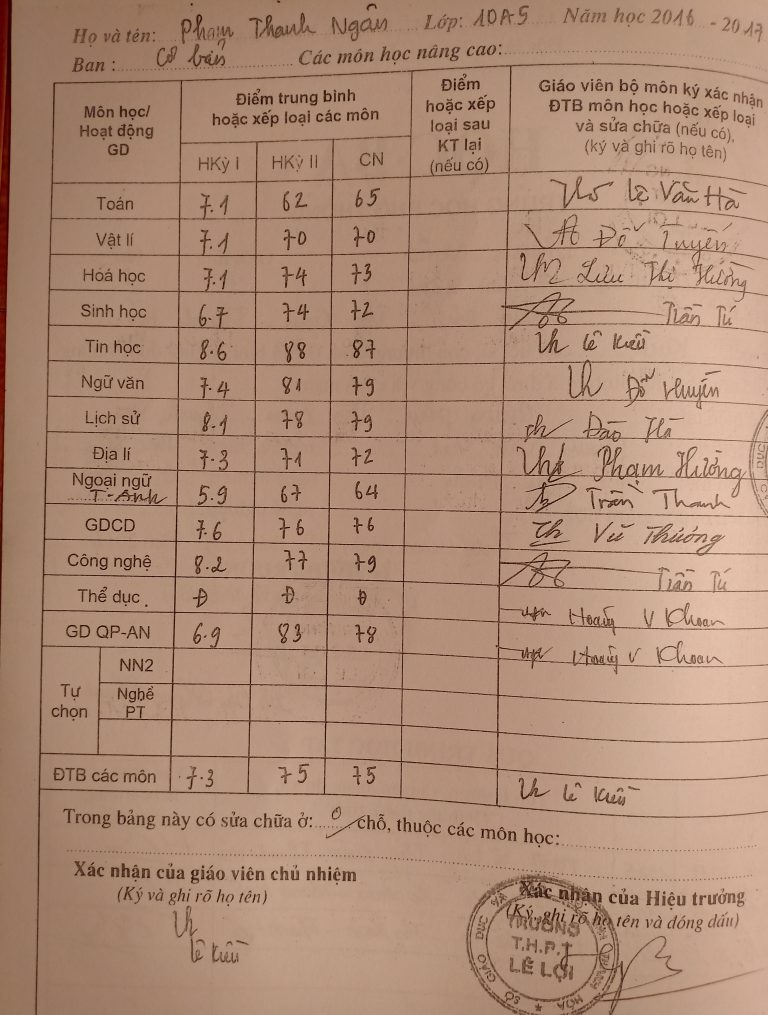 Họ và tên: Phạm Thanh Ngân Lớp: 10A5 Năm học 2016 - 2017
Ban: Cơ bản Các môn học nâng cao:
Môn học/ Hoạt động GD
Điểm trung bình hoặc xếp loại các môn
HKỳ I HKỳ II CN
Điểm hoặc xếp loại sau KT lại (nếu có)
Giáo viên bộ môn ký xác nhận ĐTB môn học hoặc xếp loại và sửa chữa (nếu có), (ký và ghi rõ họ tên)
Toán 7.1 62 65 Lê Văn Hà
Vật lí 7.1 70 70 Đỗ Tuyến
Hoá học 7.1 74 73 Lưu Thị Hường
Sinh học 6.7 74 72 Tiến Tú
Tin học 8.6 88 87 Lê Kiều
Ngữ văn 7.4 81 79 Đỗ Huyến
Lịch sử 8.1 78 79 Đào Hà
Địa lí 7.3 71 72 Phạm Hường
Ngoại ngữ T-Anh 5.9 67 64 Trần Thanh
GDCD 7.6 76 76 Vũ Thường
Công nghệ 8.2 77 79 Tiến Tú
Thể dục Đ Đ Đ Hoàng V Khoan
GD QP-AN 6.9 83 78 Hoàng V Khoan
Tự chọn
NN2
Nghề PT
ĐTB các môn 7.3 75 75 Lê Kiều
Trong bảng này có sửa chữa ở: 0 chỗ, thuộc các môn học:
Xác nhận của giáo viên chủ nhiệm
(Ký và ghi rõ họ tên)
Lê Kiều
Xác nhận của Hiệu trưởng
(Ký, ghi rõ họ tên và đóng dấu)
TRƯỜNG
T.H.P.T
LÊ LỢI